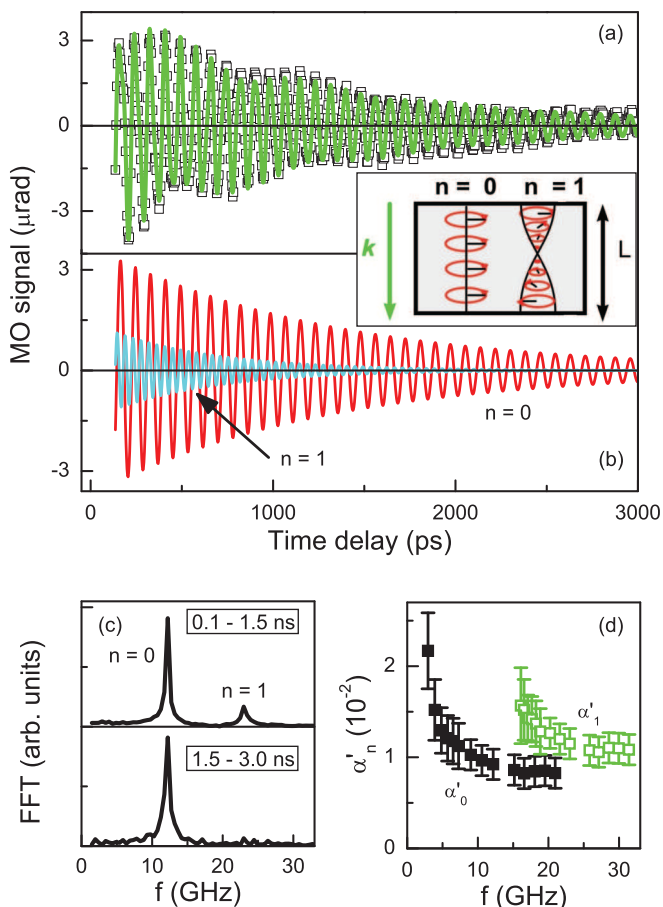 3
(a)
0
-3
n = 0 n = 1
k
L
MO signal (μrad)
3
0
n = 0
n = 1
-3
(b)
0 1000 2000 3000
Time delay (ps)
(c)
0.1 - 1.5 ns
n = 0
n = 1
1.5 - 3.0 ns
FFT (arb. units)
0 10 20 30
f (GHz)
(d)
2
α'₁
α'ₙ (10⁻²)
1
α'₀
0
0 10 20 30
f (GHz)